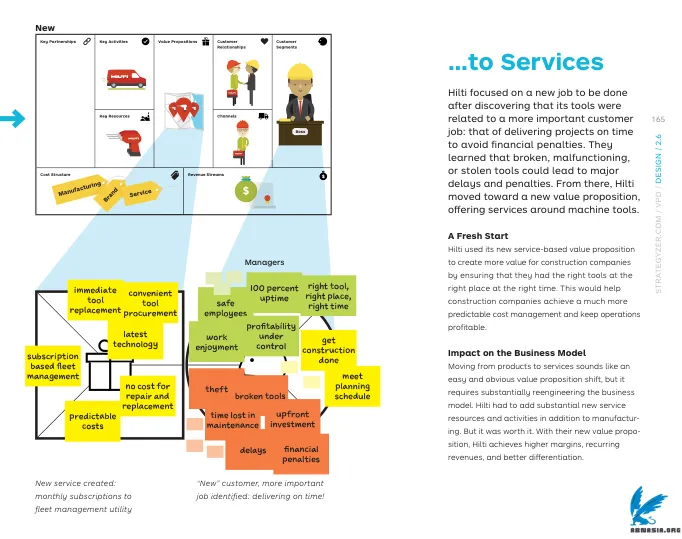 New
Key Partnerships
Key Activities
Value Propositions
Customer
Relationships
Customer
Segments
HILTI
Key Resources
Channels
Boss
Cost Structure
Revenue Streams
Manufacturing
Brand
Service
$
Managers
immediate
tool
replacement
convenient
tool
procurement
latest
technology
subscription
based fleet
management
no cost for
repair and
replacement
predictable
costs
100 percent
uptime
right tool,
right place,
right time
safe
employees
work
enjoyment
profitability
under
control
get
construction
done
meet
planning
schedule
theft
broken tools
time lost in
maintenance
upfront
investment
delays
financial
penalties
New service created:
monthly subscriptions to
fleet management utility
“New” customer, more important
job identified: delivering on time!
...to Services
Hilti focused on a new job to be done
after discovering that its tools were
related to a more important customer
job: that of delivering projects on time
to avoid financial penalties. They
learned that broken, malfunctioning,
or stolen tools could lead to major
delays and penalties. From there, Hilti
moved toward a new value proposition,
offering services around machine tools.
A Fresh Start
Hilti used its new service-based value proposition
to create more value for construction companies
by ensuring that they had the right tools at the
right place at the right time. This would help
construction companies achieve a much more
predictable cost management and keep operations
profitable.
Impact on the Business Model
Moving from products to services sounds like an
easy and obvious value proposition shift, but it
requires substantially reengineering the business
model. Hilti had to add substantial new service
resources and activities in addition to manufactur-
ing. But it was worth it. With their new value propo-
sition, Hilti achieves higher margins, recurring
revenues, and better differentiation.
165
STRATEGYZER.COM / VPD / DESIGN / 2.6
ARNASIA.ORG